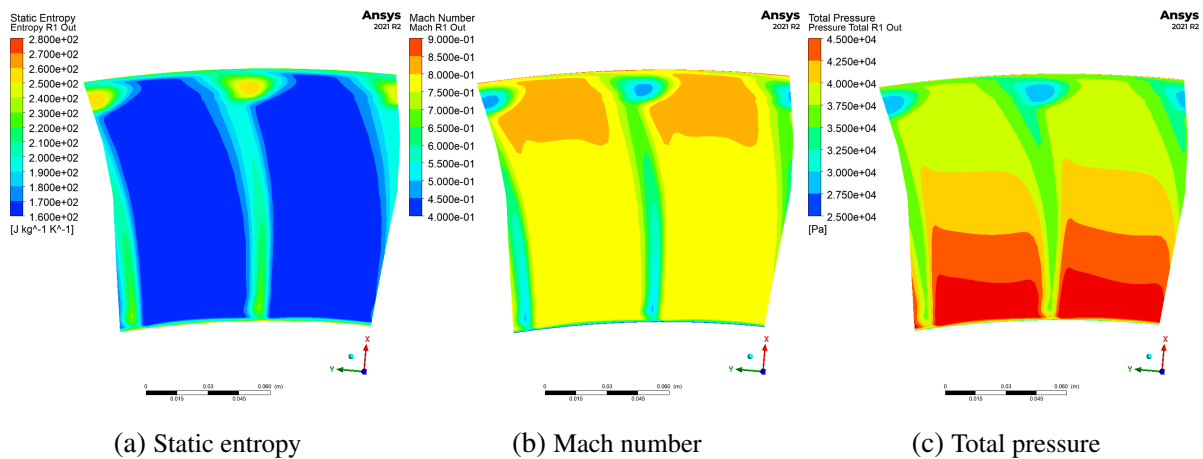 Static Entropy
Entropy R1 Out
2.800e+02
2.700e+02
2.600e+02
2.500e+02
2.400e+02
2.300e+02
2.200e+02
2.100e+02
2.000e+02
1.900e+02
1.800e+02
1.700e+02
1.600e+02
[J kg^-1 K^-1]
Ansys
2021 R2
X
Y
0 0.03 0.060 (m)
0.015 0.045
(a) Static entropy
Mach Number
Mach R1 Out
9.000e-01
8.500e-01
8.000e-01
7.500e-01
7.000e-01
6.500e-01
6.000e-01
5.500e-01
5.000e-01
4.500e-01
4.000e-01
Ansys
2021 R2
X
Y
0 0.03 0.060 (m)
0.015 0.045
(b) Mach number
Total Pressure
Pressure Total R1 Out
4.500e+04
4.250e+04
4.000e+04
3.750e+04
3.500e+04
3.250e+04
3.000e+04
2.750e+04
2.500e+04
[Pa]
Ansys
2021 R2
X
Y
0 0.03 0.060 (m)
0.015 0.045
(c) Total pressure